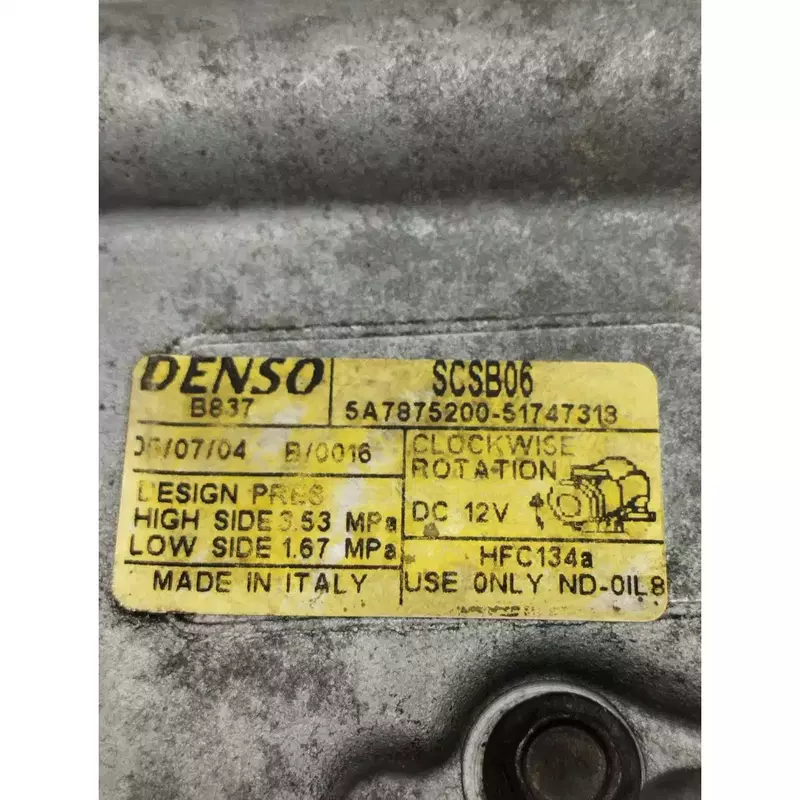 DENSO
B837
SCSB06
5A7875200-51747318
/07/04 B/0016
CLOCKWISE
ROTATION
DC 12V
DESIGN PRES
HIGH SIDE 3.53 MPa
LOW SIDE 1.67 MPa
MADE IN ITALY
HFC134a
USE ONLY ND-OIL8